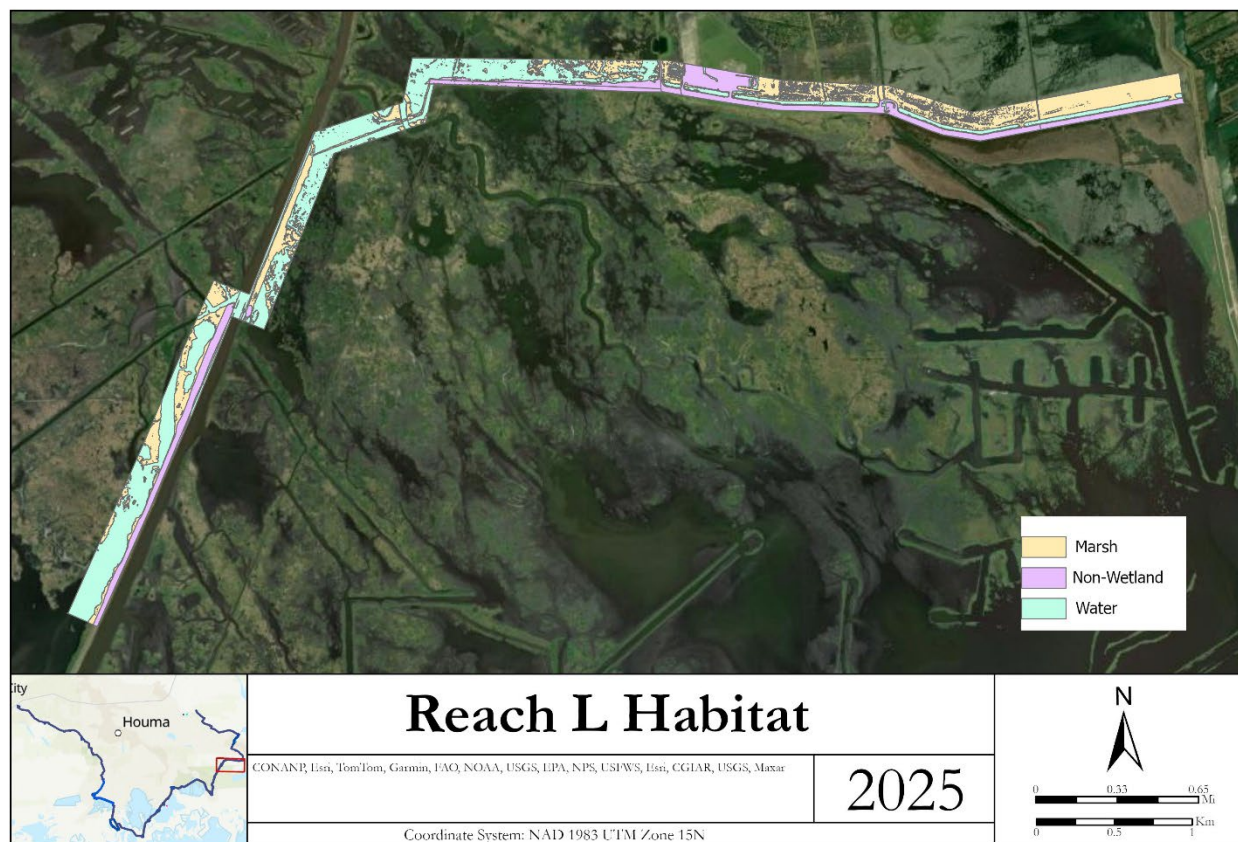 Marsh
Non-Wetland
Water
City
Houma
Reach L Habitat
CONANP, Esri, TomTom, Garmin, FAO, NOAA, USGS, EPA, NPS, USFWS, Esri, CGIAR, USGS, Maxar
2025
Coordinate System: NAD 1983 UTM Zone 15N
N
0 0.33 0.65
Mi
Km
0 0.5 1